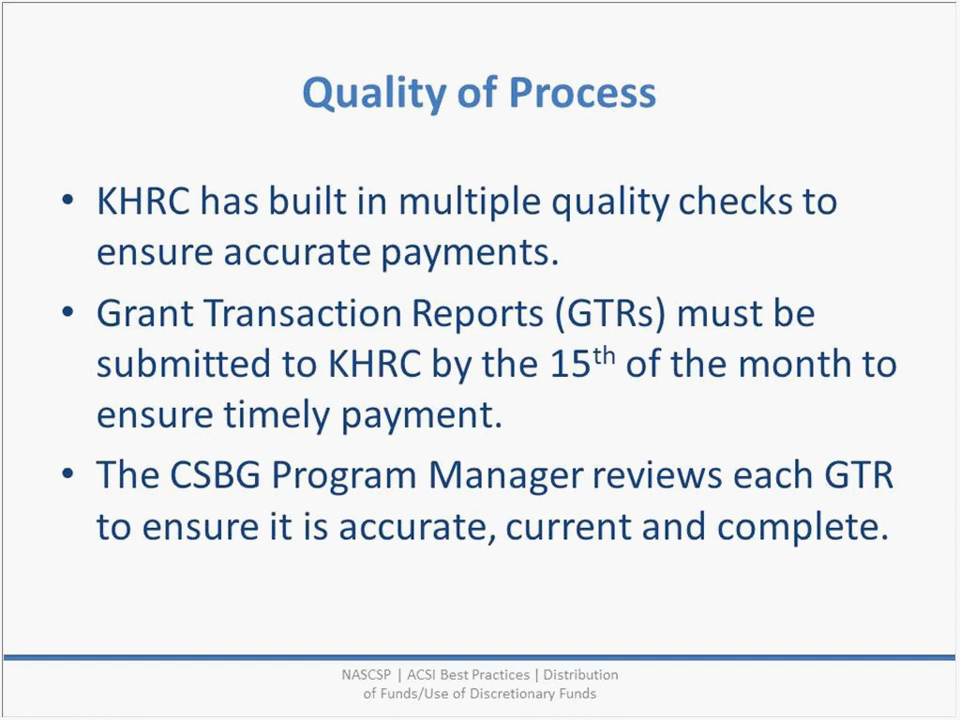 Quality of Process
• KHRC has built in multiple quality checks to
ensure accurate payments.
• Grant Transaction Reports (GTRs) must be
submitted to KHRC by the 15th of the month to
ensure timely payment.
• The CSBG Program Manager reviews each GTR
to ensure it is accurate, current and complete.
NASCSP | ACSI Best Practices | Distribution
of Funds/Use of Discretionary Funds